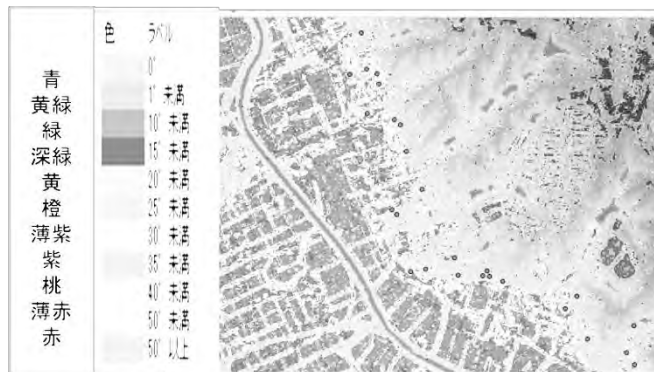 色 ラベル
青 0°
黄緑 1° 未満
緑 10° 未満
深緑 15° 未満
黄 20° 未満
橙 25° 未満
薄紫 30° 未満
紫 35° 未満
桃 40° 未満
薄赤 50° 未満
赤 50° 以上